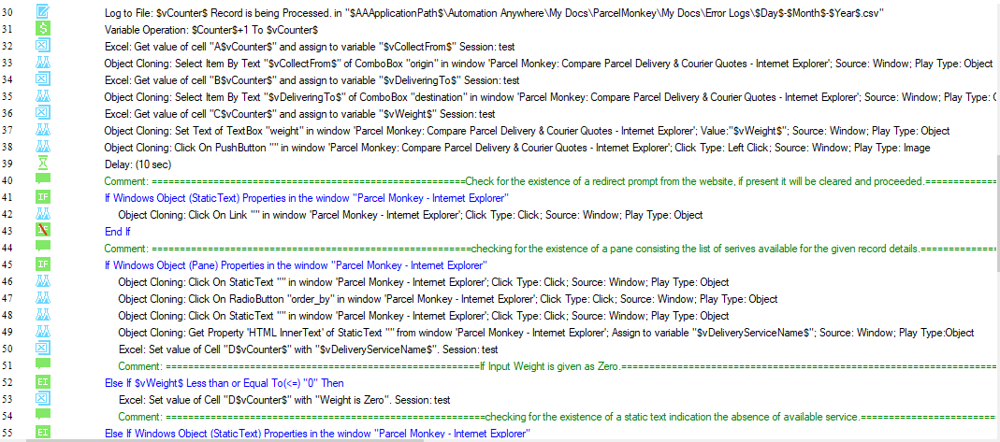 30 Log to File: $vCounter$ Record is being Processed. in "$AAApplicationPath$\Automation Anywhere\My Docs\ParcelMonkey\My Docs\Error Logs\$Day$-$Month$-$Year$.csv"
31 Variable Operation: $Counter$+1 To $vCounter$
32 Excel: Get value of cell "A$vCounter$" and assign to variable "$vCollectFrom$" Session: test
33 Object Cloning: Select Item By Text "$vCollectFrom$" of ComboBox "origin" in window 'Parcel Monkey: Compare Parcel Delivery & Courier Quotes - Internet Explorer'; Source: Window; Play Type: Object
34 Excel: Get value of cell "B$vCounter$" and assign to variable "$vDeliveringTo$" Session: test
35 Object Cloning: Select Item By Text "$vDeliveringTo$" of ComboBox "destination" in window 'Parcel Monkey: Compare Parcel Delivery & Courier Quotes - Internet Explorer'; Source: Window; Play Type:
36 Excel: Get value of cell "C$vCounter$" and assign to variable "$vWeight$" Session: test
37 Object Cloning: Set Text of TextBox "weight" in window 'Parcel Monkey: Compare Parcel Delivery & Courier Quotes - Internet Explorer'; Value:"$vWeight$"; Source: Window; Play Type: Object
38 Object Cloning: Click On PushButton "" in window 'Parcel Monkey: Compare Parcel Delivery & Courier Quotes - Internet Explorer'; Click Type: Left Click; Source: Window; Play Type: Image
39 Delay: (10 sec)
40 Comment: ================================================Check for the existence of a redirect prompt from the website, if present it will be cleared and proceeded.===========
41 IF If Windows Object (StaticText) Properties in the window "Parcel Monkey - Internet Explorer"
42 Object Cloning: Click On Link "" in window 'Parcel Monkey - Internet Explorer'; Click Type: Click; Source: Window; Play Type: Object
43 End If
44 Comment: =================================================checking for the existence of a pane consisting the list of serives available for the given record details.===========
45 IF If Windows Object (Pane) Properties in the window "Parcel Monkey - Internet Explorer"
46 Object Cloning: Click On StaticText "" in window 'Parcel Monkey - Internet Explorer'; Click Type: Click; Source: Window; Play Type: Object
47 Object Cloning: Click On RadioButton "order_by" in window 'Parcel Monkey - Internet Explorer'; Click Type: Click; Source: Window; Play Type: Object
48 Object Cloning: Click On StaticText "" in window 'Parcel Monkey - Internet Explorer'; Click Type: Click; Source: Window; Play Type: Object
49 Object Cloning: Get Property 'HTML InnerText' of StaticText "" from window 'Parcel Monkey - Internet Explorer'; Assign to variable "$vDeliveryServiceName$"; Source: Window; Play Type:Object
50 Excel: Set value of Cell "D$vCounter$" with "$vDeliveryServiceName$". Session: test
51 Comment: ================================================If Input Weight is given as Zero.=========================================================
52 EI Else If $vWeight$ Less than or Equal To(<=) "0" Then
53 Excel: Set value of Cell "D$vCounter$" with "Weight is Zero". Session: test
54 Comment: =================================================checking for the existence of a static text indication the absence of available service.====================
55 EI Else If Windows Object (StaticText) Properties in the window "Parcel Monkey - Internet Explorer"